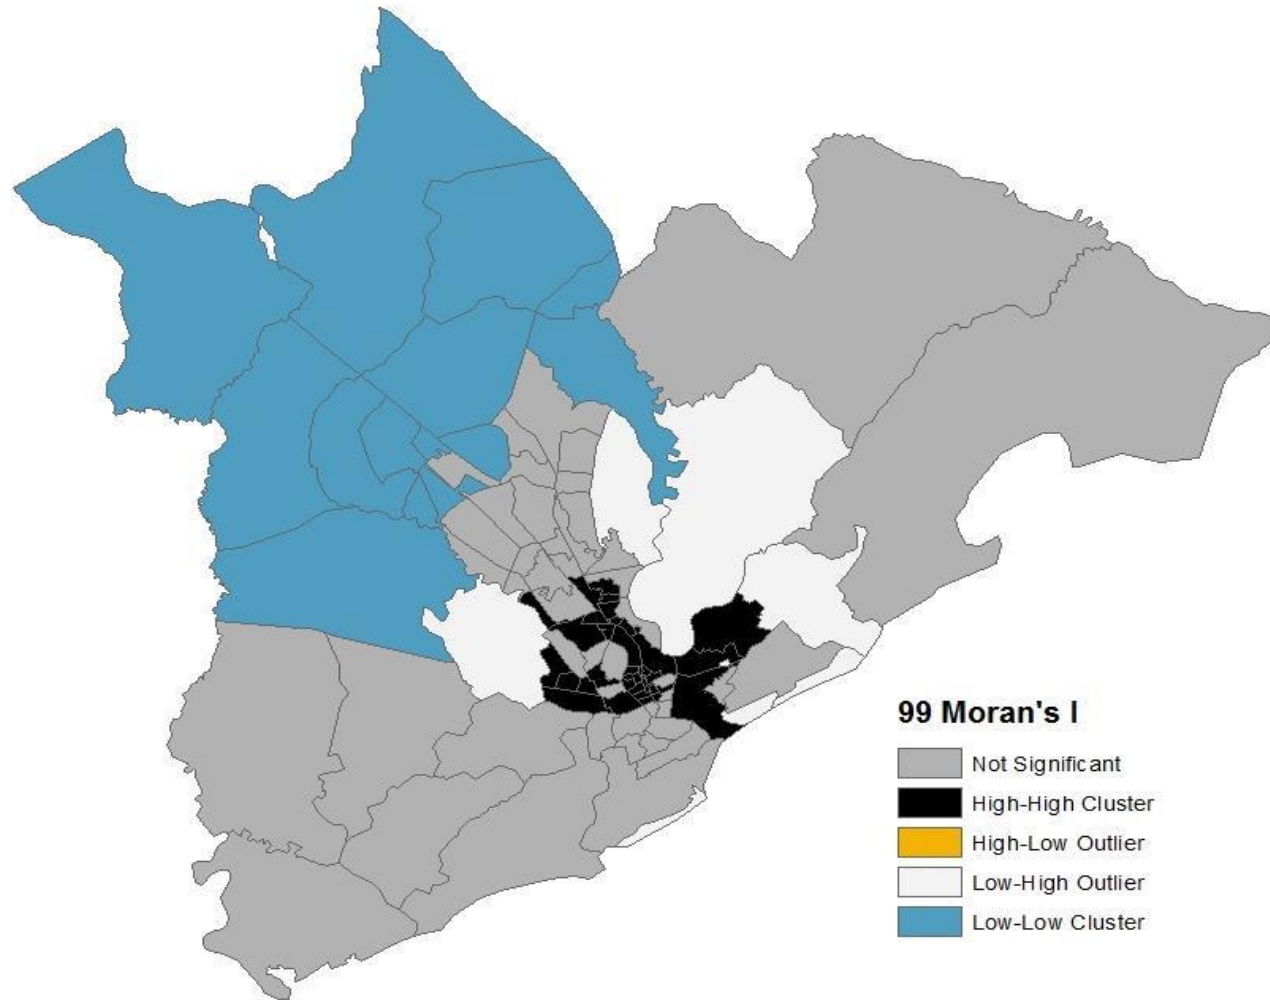 99 Moran's I
Not Significant
High-High Cluster
High-Low Outlier
Low-High Outlier
Low-Low Cluster